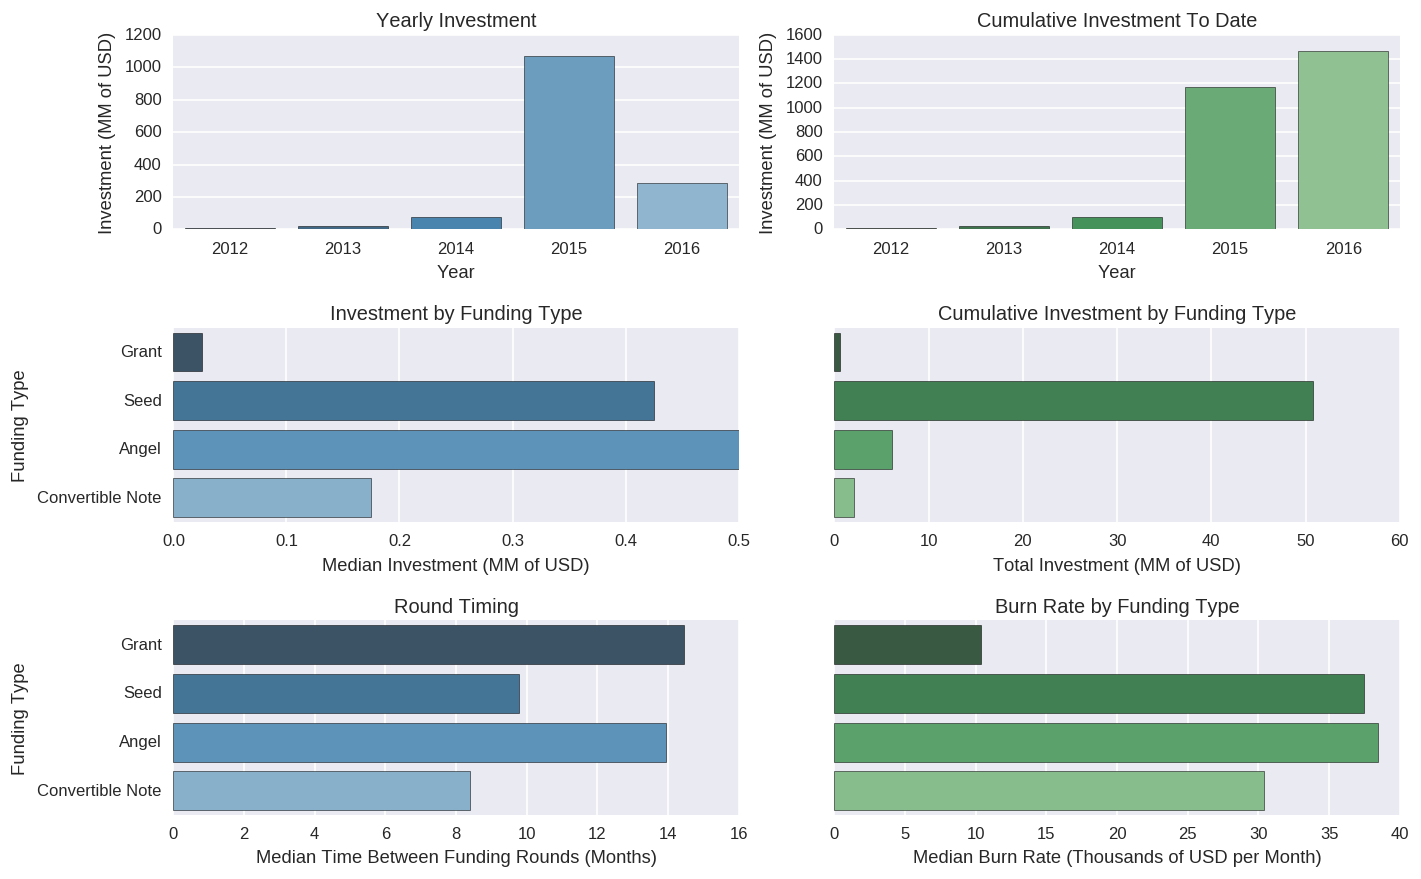 Yearly Investment
Investment (MM of USD)
1200
1000
800
600
400
200
0
2012 2013 2014 2015 2016
Year
Cumulative Investment To Date
Investment (MM of USD)
1600
1400
1200
1000
800
600
400
200
0
2012 2013 2014 2015 2016
Year
Investment by Funding Type
Funding Type
Grant
Seed
Angel
Convertible Note
0.0 0.1 0.2 0.3 0.4 0.5
Median Investment (MM of USD)
Cumulative Investment by Funding Type
0 10 20 30 40 50 60
Total Investment (MM of USD)
Round Timing
Funding Type
Grant
Seed
Angel
Convertible Note
0 2 4 6 8 10 12 14 16
Median Time Between Funding Rounds (Months)
Burn Rate by Funding Type
0 5 10 15 20 25 30 35 40
Median Burn Rate (Thousands of USD per Month)